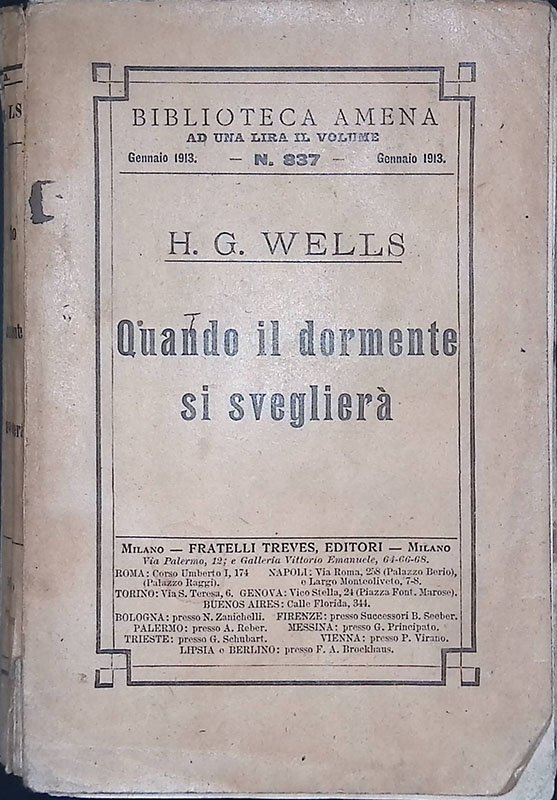 BIBLIOTECA AMENA
AD UNA LIRA IL VOLUME
Gennaio 1913. — N. 837 — Gennaio 1913.
H. G. WELLS
Quando il dormente
si sveglierà
MILANO — FRATELLI TREVES, EDITORI — MILANO
Via Palermo, 12; e Galleria Vittorio Emanuele, 64-66-68.
ROMA: Corso Umberto I, 174 NAPOLI: Via Roma, 258 (Palazzo Berio),
(Palazzo Raggi). e Largo Monteoliveto, 7-8.
TORINO: Via S. Teresa, 6. GENOVA: Vico Stella, 24 (Piazza Font. Marose).
BUENOS AIRES: Calle Florida, 344.
BOLOGNA: presso N. Zanichelli. FIRENZE: presso Successori B. Seeber.
PALERMO: presso A. Reber. MESSINA: presso G. Principato.
TRIESTE: presso G. Schubart. VIENNA: presso P. Virano.
LIPSIA e BERLINO: presso F. A. Brockhaus.